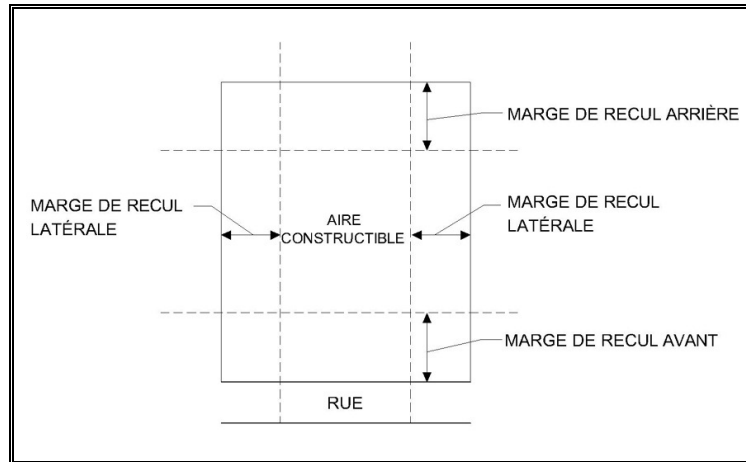 MARGE DE RECUL ARRIÈRE
MARGE DE RECUL
LATÉRALE
AIRE
CONSTRUCTIBLE
MARGE DE RECUL
LATÉRALE
MARGE DE RECUL AVANT
RUE